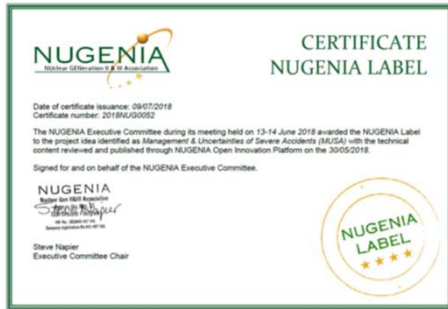 NUGENIA
NUclear GENeration II & III Association
CERTIFICATE
NUGENIA LABEL
Date of certificate issuance: 09/07/2018
Certificate number: 2018NUG0052
The NUGENIA Executive Committee during its meeting held on 13-14 June 2018 awarded the NUGENIA Label
to the project idea identified as Management & Uncertainties of Severe Accidents (MUSA) with the technical
content reviewed and published through NUGENIA Open Innovation Platform on the 30/05/2018.
Signed for and on behalf of the NUGENIA Executive Committee.
NUGENIA
Steve Napier
Steve Napier
Executive Committee Chair
NUGENIA
LABEL